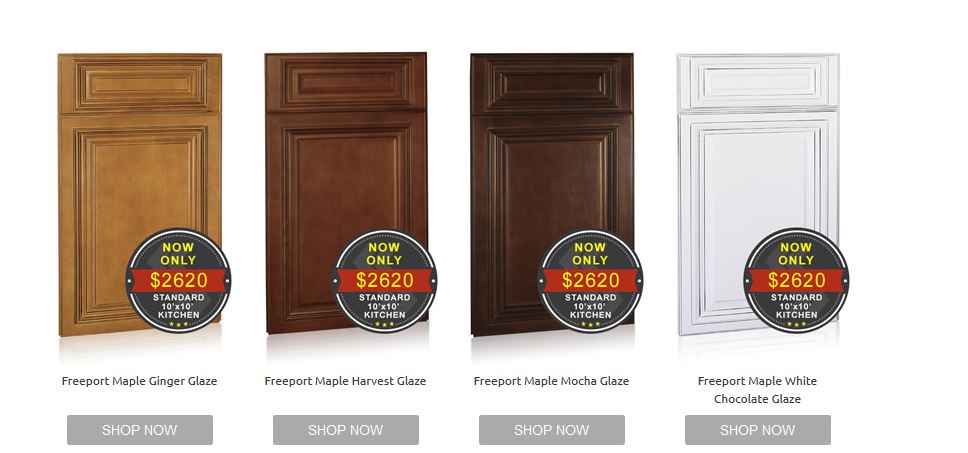 NOW
ONLY
$2620
STANDARD
10'x10'
KITCHEN
NOW
ONLY
$2620
STANDARD
10'x10'
KITCHEN
NOW
ONLY
$2620
STANDARD
10'x10'
KITCHEN
NOW
ONLY
$2620
STANDARD
10'x10'
KITCHEN
Freeport Maple Ginger Glaze
Freeport Maple Harvest Glaze
Freeport Maple Mocha Glaze
Freeport Maple White
Chocolate Glaze
SHOP NOW
SHOP NOW
SHOP NOW
SHOP NOW